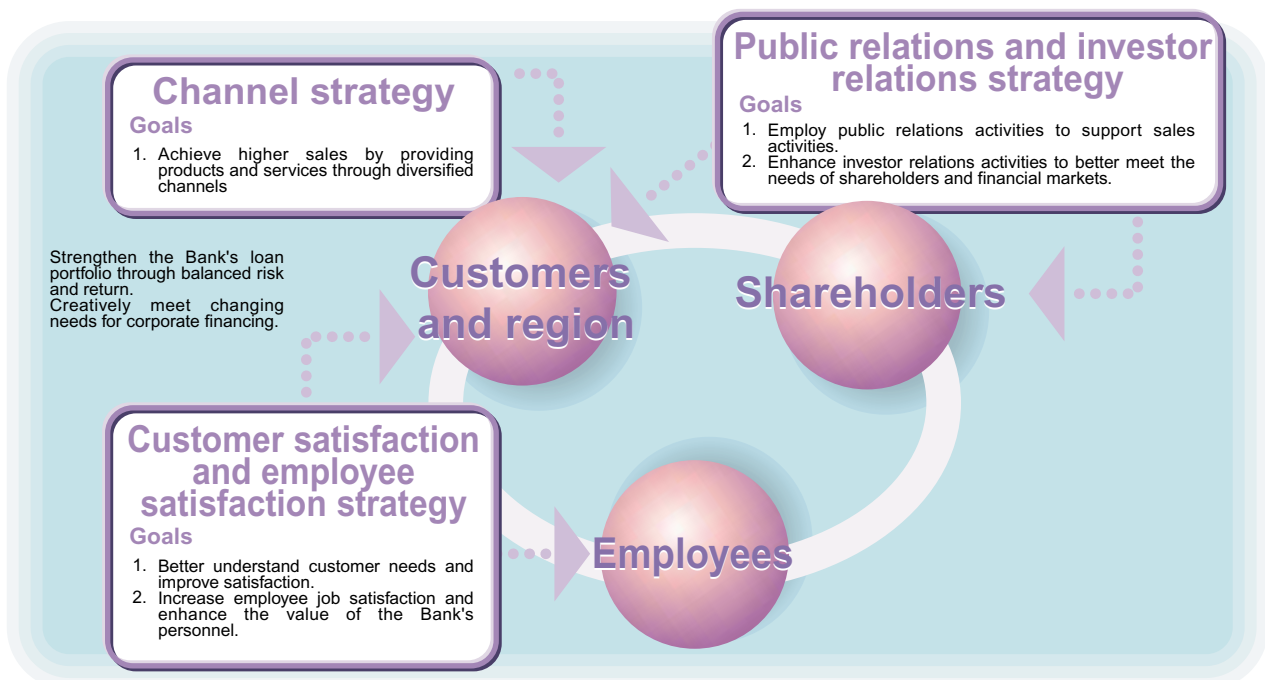 Channel strategy
Goals
1. Achieve higher sales by providing
products and services through diversified
channels
Public relations and investor
relations strategy
Goals
1. Employ public relations activities to support sales
activities.
2. Enhance investor relations activities to better meet the
needs of shareholders and financial markets.
Strengthen the Bank's loan
portfolio through balanced risk
and return.
Creatively meet changing
needs for corporate financing.
Customers
and region
Shareholders
Customer satisfaction
and employee
satisfaction strategy
Goals
1. Better understand customer needs and
improve satisfaction.
2. Increase employee job satisfaction and
enhance the value of the Bank's
personnel.
Employees